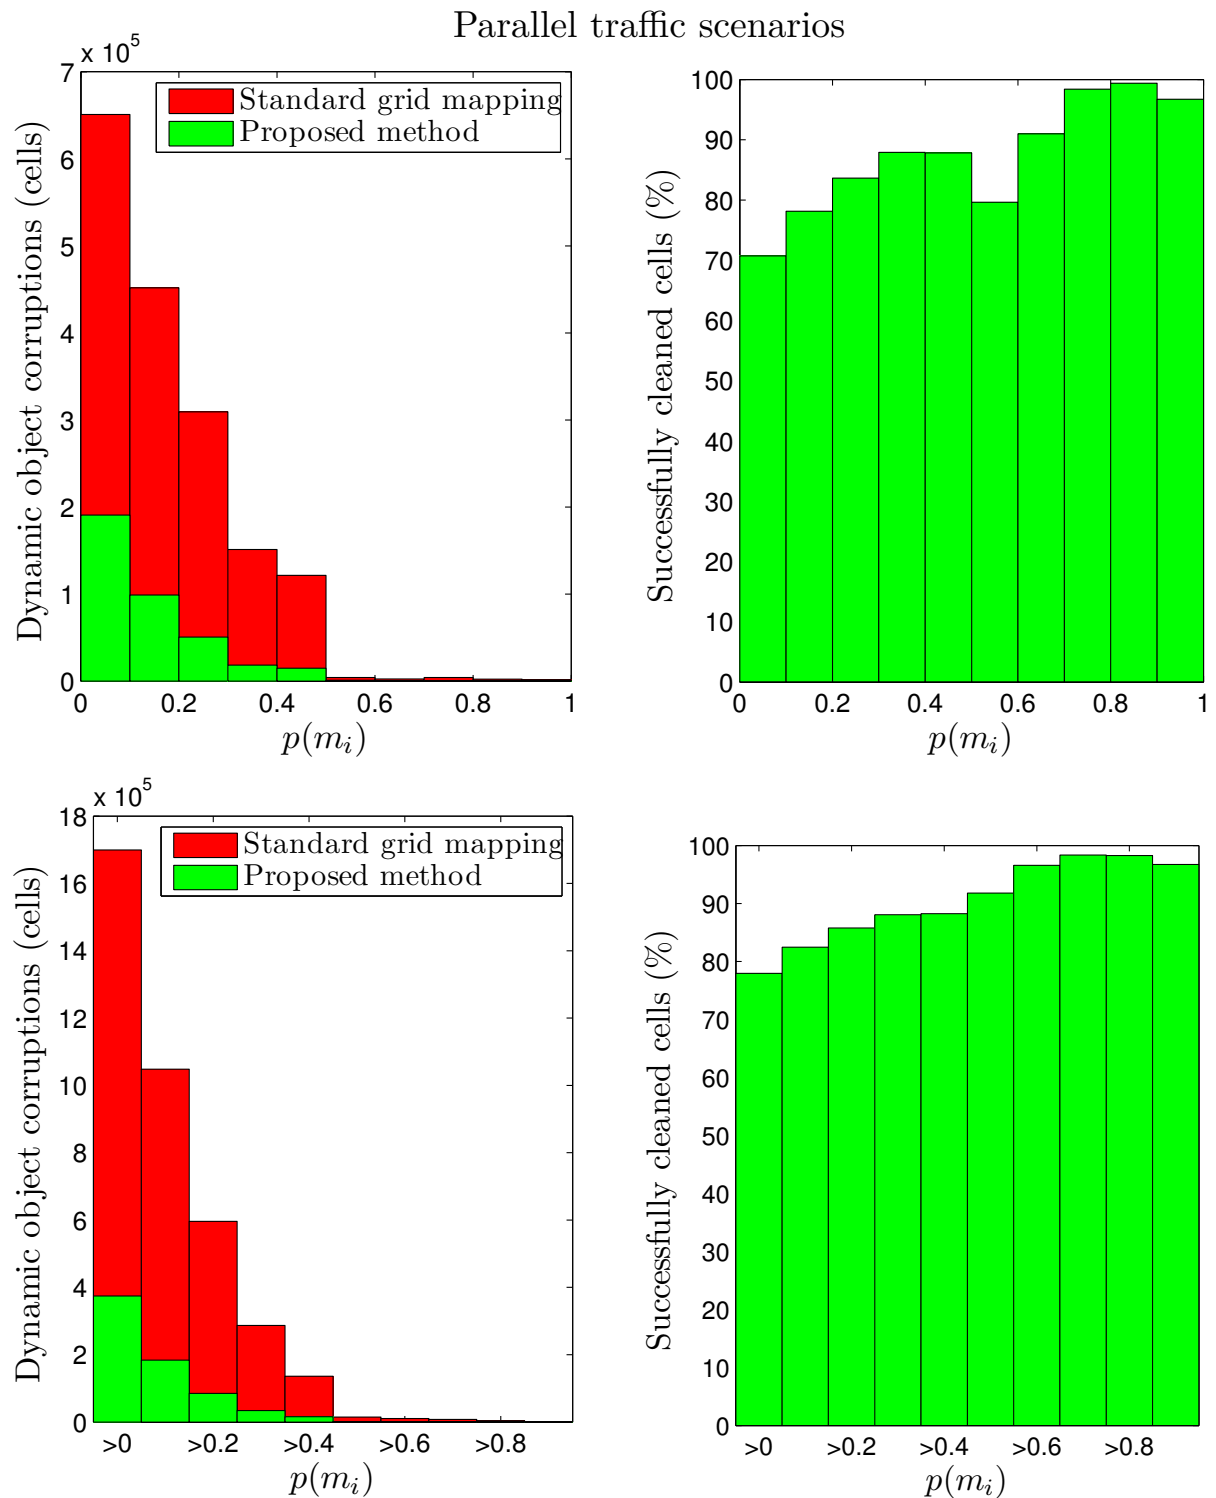 Parallel traffic scenarios
x 10^5
Dynamic object corruptions (cells)
7
6
5
4
3
2
1
0
Standard grid mapping
Proposed method
0 0.2 0.4 0.6 0.8 1
p(m_i)
Successfully cleaned cells (%)
100
90
80
70
60
50
40
30
20
10
0
0 0.2 0.4 0.6 0.8 1
p(m_i)
x 10^5
Dynamic object corruptions (cells)
18
16
14
12
10
8
6
4
2
0
Standard grid mapping
Proposed method
>0 >0.2 >0.4 >0.6 >0.8
p(m_i)
Successfully cleaned cells (%)
100
90
80
70
60
50
40
30
20
10
0
>0 >0.2 >0.4 >0.6 >0.8
p(m_i)